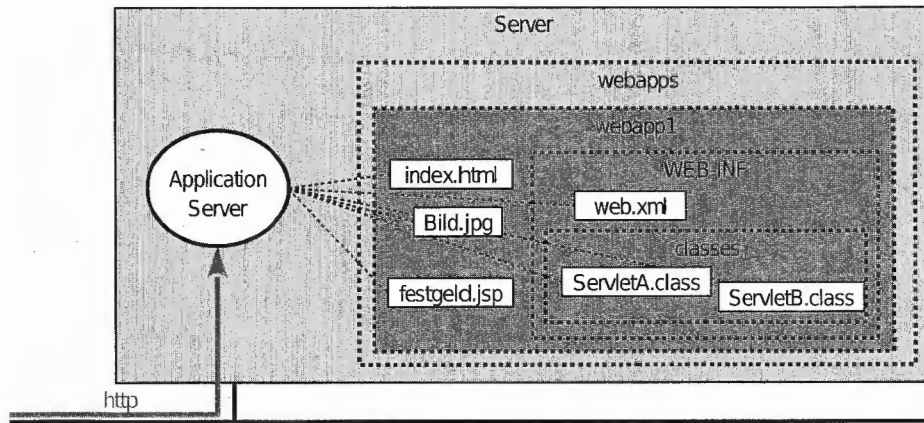 Server
webapps
webapp1
WEB-INF
index.html
Application
Server
web.xml
Bild.jpg
classes
festgeld.jsp
ServletA.class
ServletB.class
http